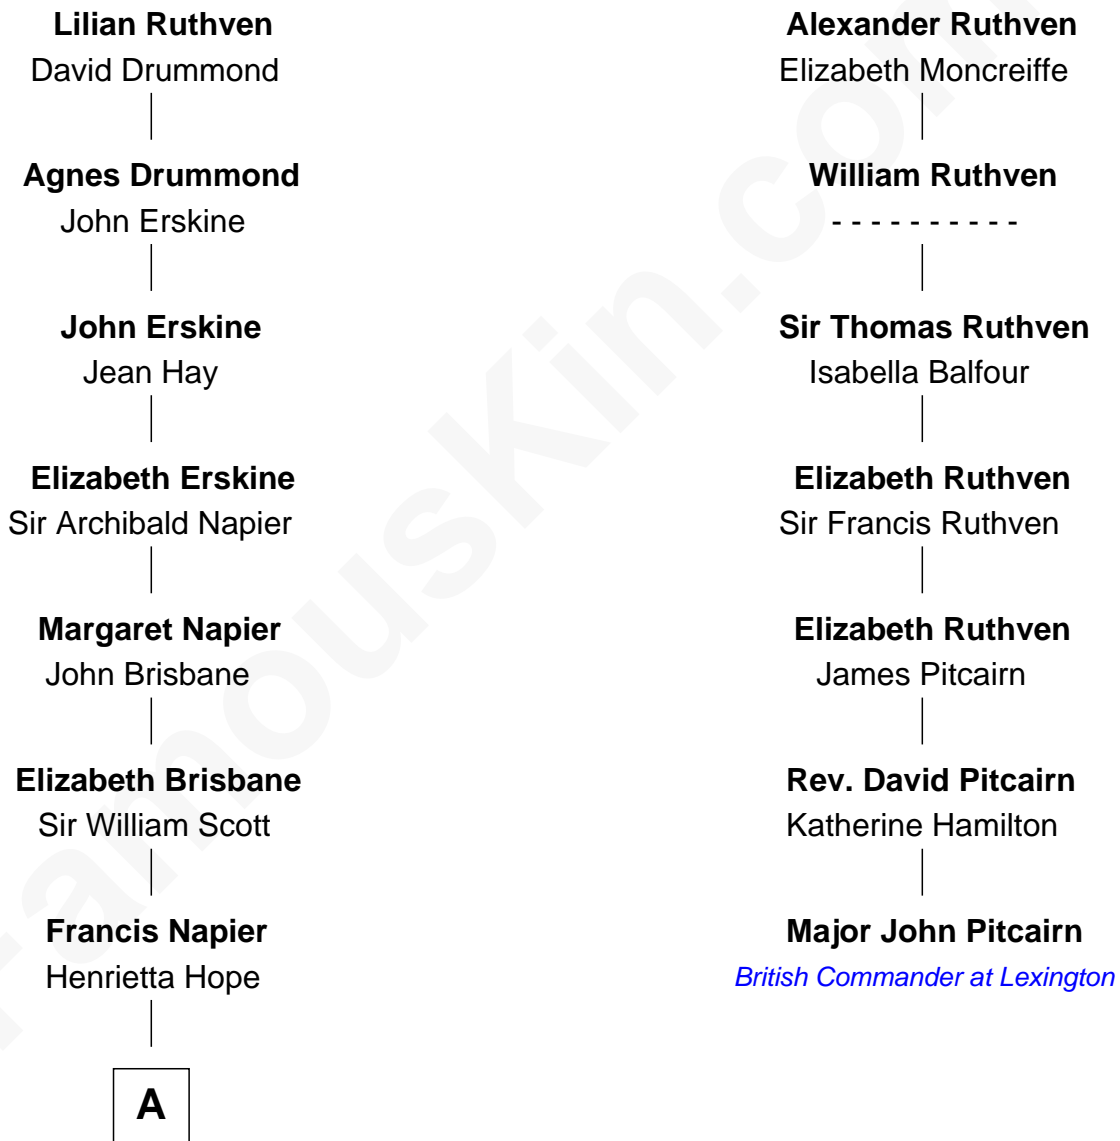 Lilian Ruthven
David Drummond
Agnes Drummond
John Erskine
John Erskine
Jean Hay
Elizabeth Erskine
Sir Archibald Napier
Margaret Napier
John Brisbane
Elizabeth Brisbane
Sir William Scott
Francis Napier
Henrietta Hope
A
Alexander Ruthven
Elizabeth Moncreiffe
William Ruthven
- - - - - - - - - -
Sir Thomas Ruthven
Isabella Balfour
Elizabeth Ruthven
Sir Francis Ruthven
Elizabeth Ruthven
James Pitcairn
Rev. David Pitcairn
Katherine Hamilton
Major John Pitcairn
British Commander at Lexington
FamousKin.com